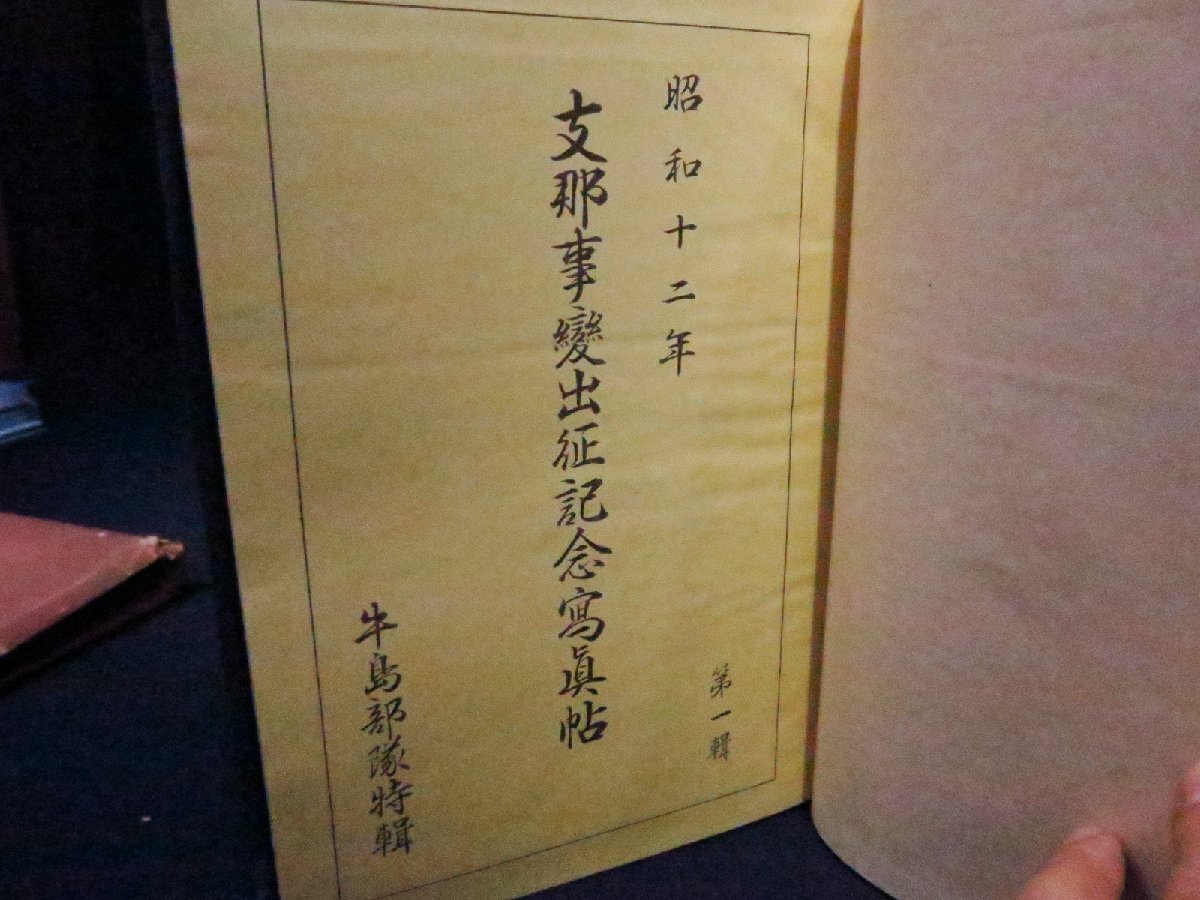 昭和十二年
第一輯
支那事變出征記念寫眞帖
牛島部隊特輯